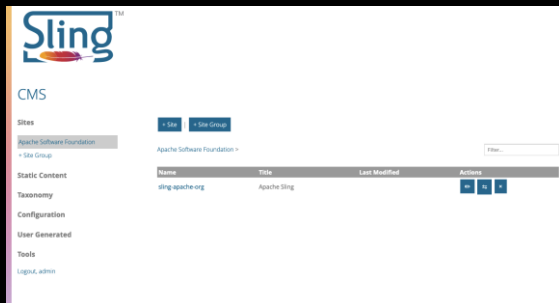 Sling TM
CMS
Sites
Apache Software Foundation
+ Site Group
Static Content
Taxonomy
Configuration
User Generated
Tools
Logout, admin
+ Site | + Site Group
Apache Software Foundation >
Filter...
Name Title Last Modified Actions
sling-apache-org Apache Sling